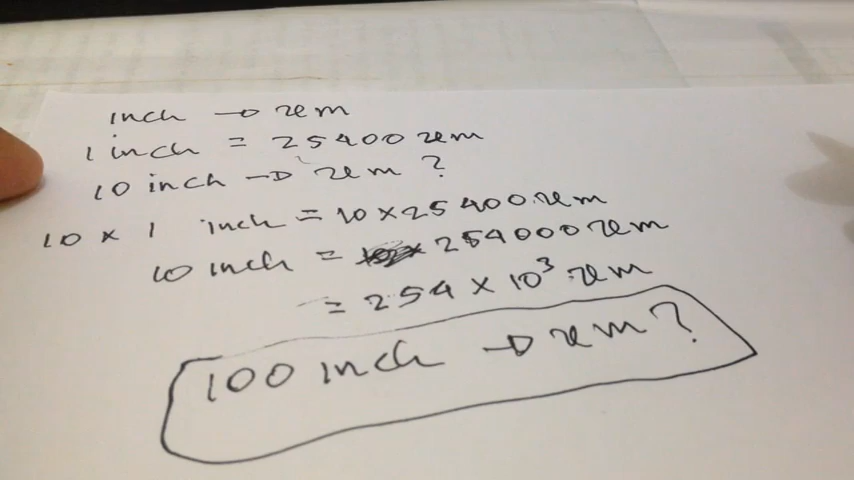 inch → μm
1 inch = 25400 μm
10 inch → μm ?
10 × 1 inch = 10 × 25400 μm
10 inch = 254000 μm
= 254 × 10³ μm
100 inch → μm ?